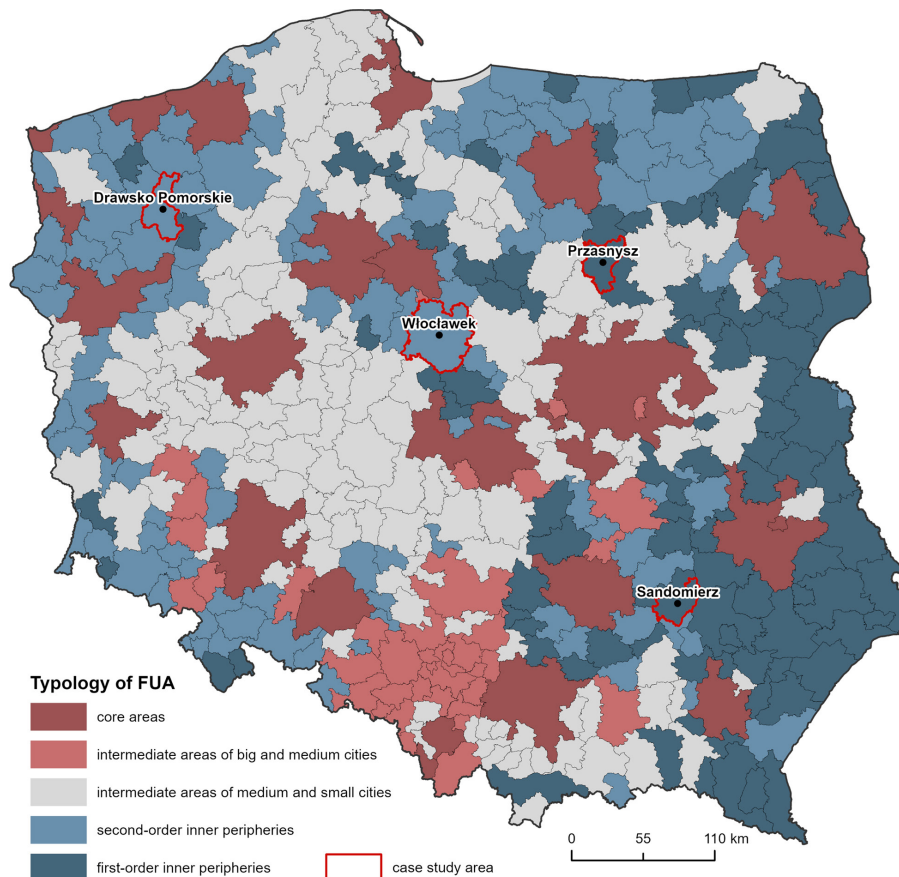 Drawsko Pomorskie
Przasnysz
Włocławek
Sandomierz
Typology of FUA
core areas
intermediate areas of big and medium cities
intermediate areas of medium and small cities
second-order inner peripheries
first-order inner peripheries
case study area
0 55 110 km